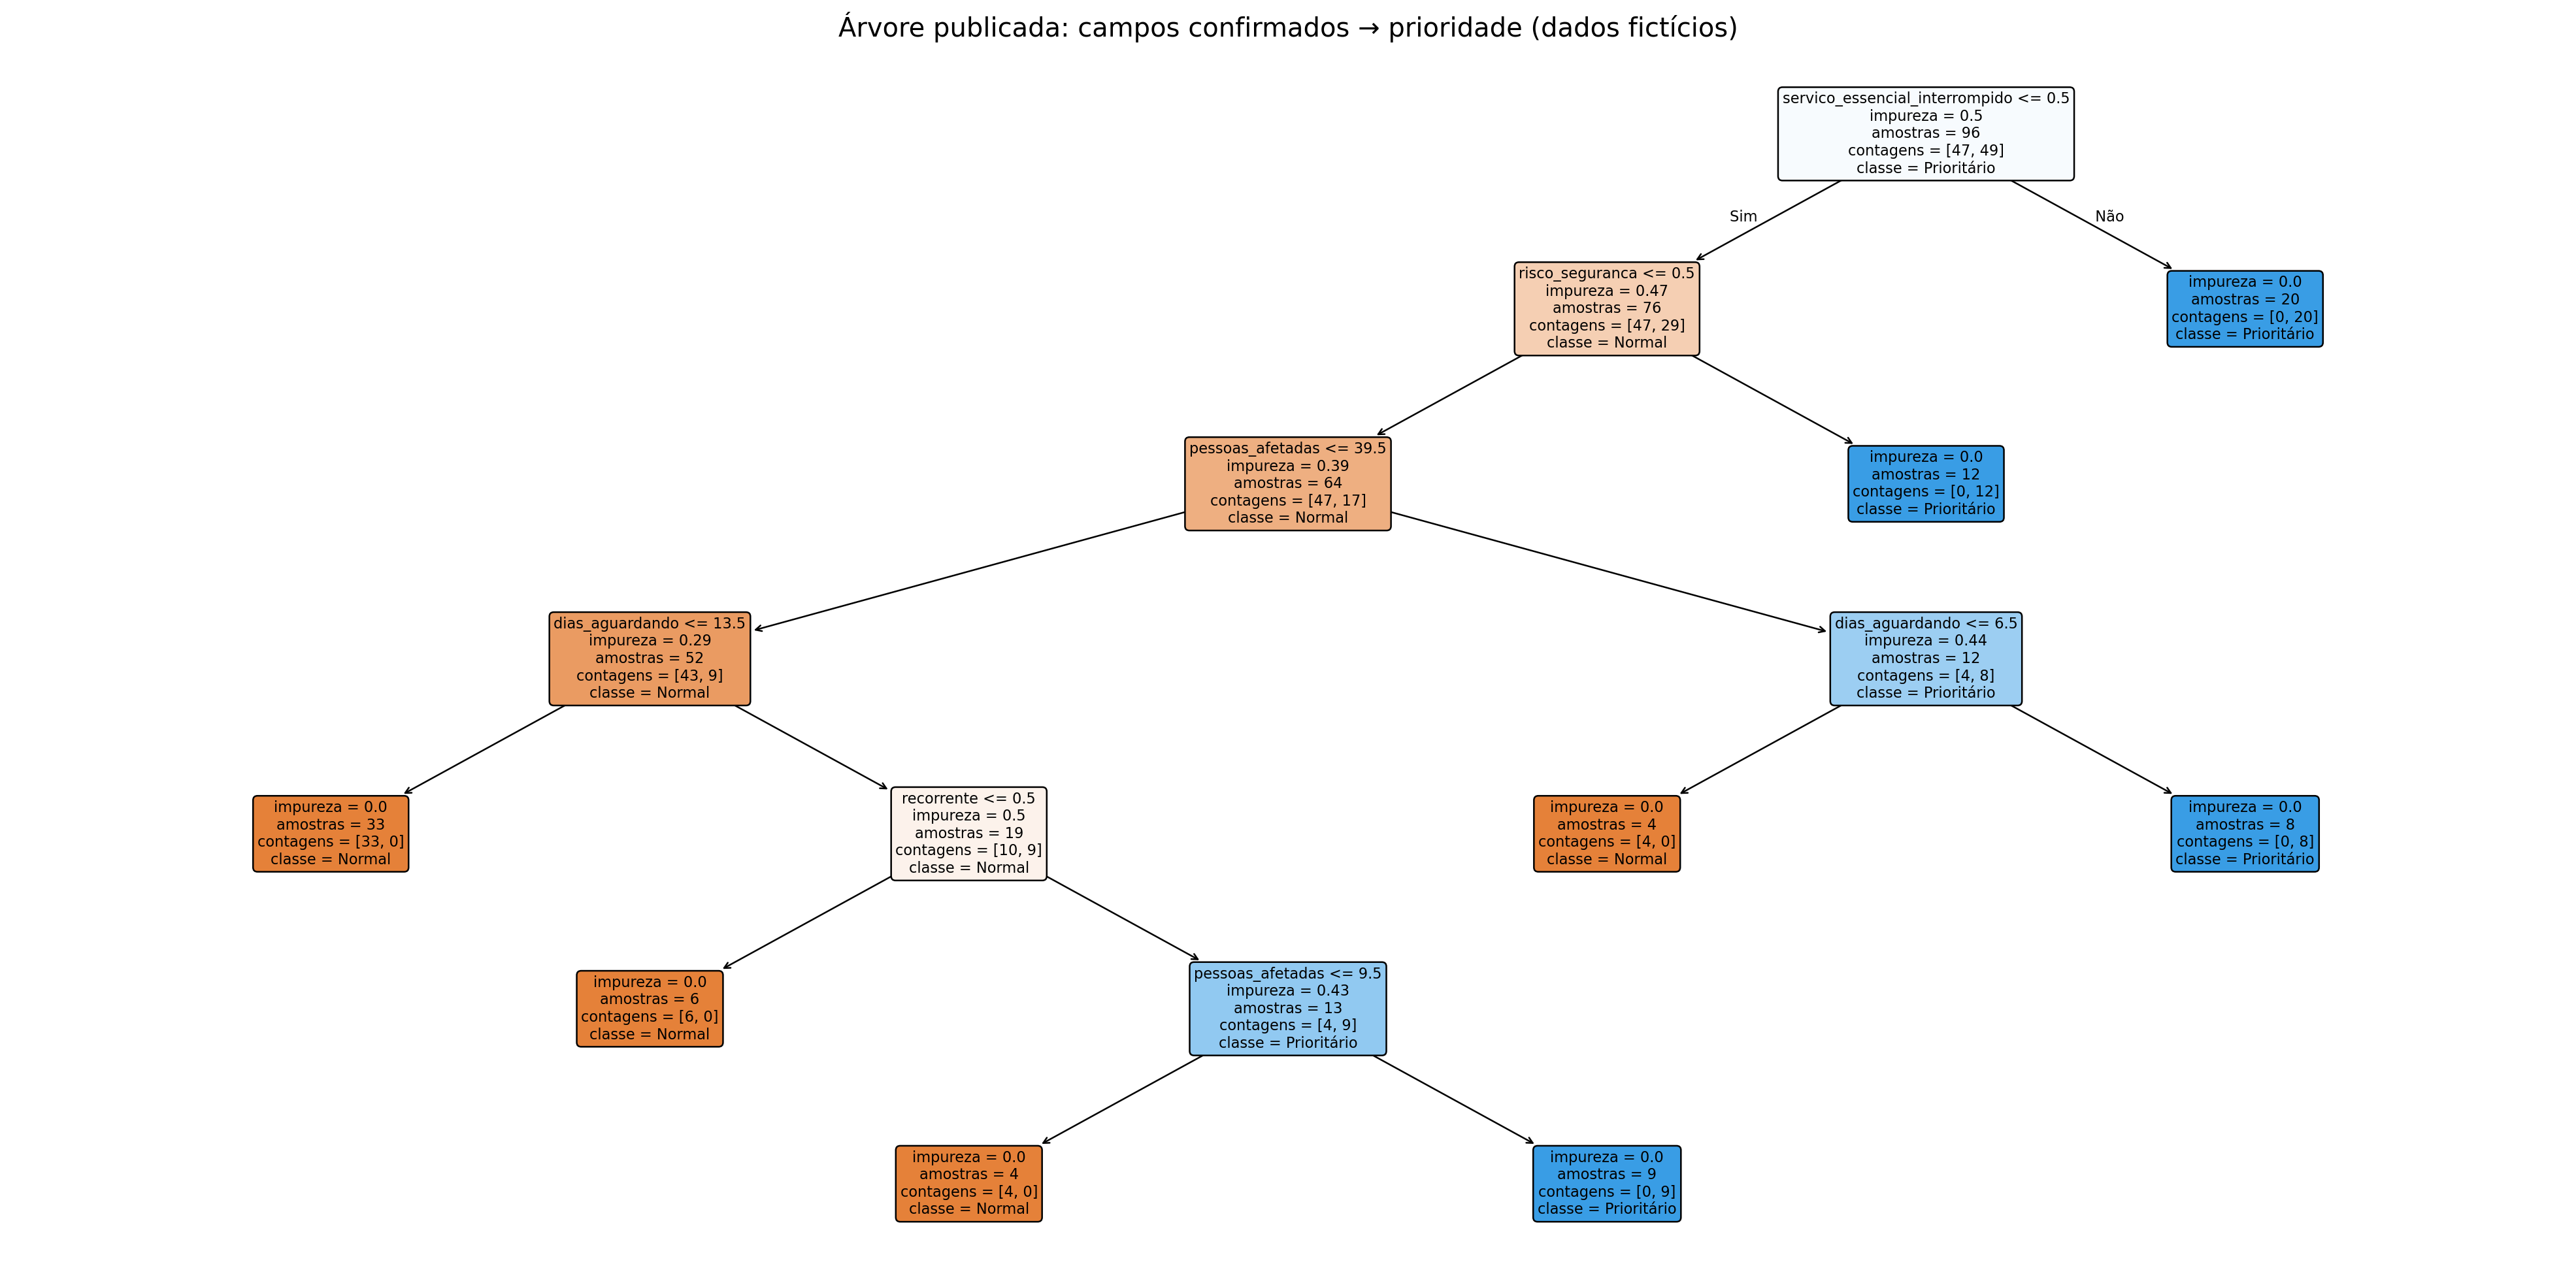 Árvore publicada: campos confirmados → prioridade (dados fictícios)
servico_essencial_interrompido <= 0.5
impureza = 0.5
amostras = 96
contagens = [47, 49]
classe = Prioritário
Sim
Não
risco_seguranca <= 0.5
impureza = 0.47
amostras = 76
contagens = [47, 29]
classe = Normal
impureza = 0.0
amostras = 20
contagens = [0, 20]
classe = Prioritário
pessoas_afetadas <= 39.5
impureza = 0.39
amostras = 64
contagens = [47, 17]
classe = Normal
impureza = 0.0
amostras = 12
contagens = [0, 12]
classe = Prioritário
dias_aguardando <= 13.5
impureza = 0.29
amostras = 52
contagens = [43, 9]
classe = Normal
dias_aguardando <= 6.5
impureza = 0.44
amostras = 12
contagens = [4, 8]
classe = Prioritário
impureza = 0.0
amostras = 33
contagens = [33, 0]
classe = Normal
recorrente <= 0.5
impureza = 0.5
amostras = 19
contagens = [10, 9]
classe = Normal
impureza = 0.0
amostras = 4
contagens = [4, 0]
classe = Normal
impureza = 0.0
amostras = 8
contagens = [0, 8]
classe = Prioritário
impureza = 0.0
amostras = 6
contagens = [6, 0]
classe = Normal
pessoas_afetadas <= 9.5
impureza = 0.43
amostras = 13
contagens = [4, 9]
classe = Prioritário
impureza = 0.0
amostras = 4
contagens = [4, 0]
classe = Normal
impureza = 0.0
amostras = 9
contagens = [0, 9]
classe = Prioritário